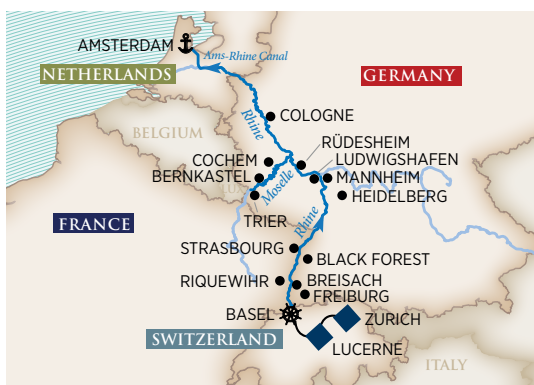 AMSTERDAM
Ams-Rhine Canal
NETHERLANDS
GERMANY
COLOGNE
Rhine
BELGIUM
RÜDESHEIM
COCHEM
LUDWIGSHAFEN
BERNKASTEL
MANNHEIM
Moselle
LUX
HEIDELBERG
TRIER
FRANCE
Rhine
STRASBOURG
BLACK FOREST
RIQUEWIHR
BREISACH
FREIBURG
BASEL
ZURICH
SWITZERLAND
LUCERNE
ITALY